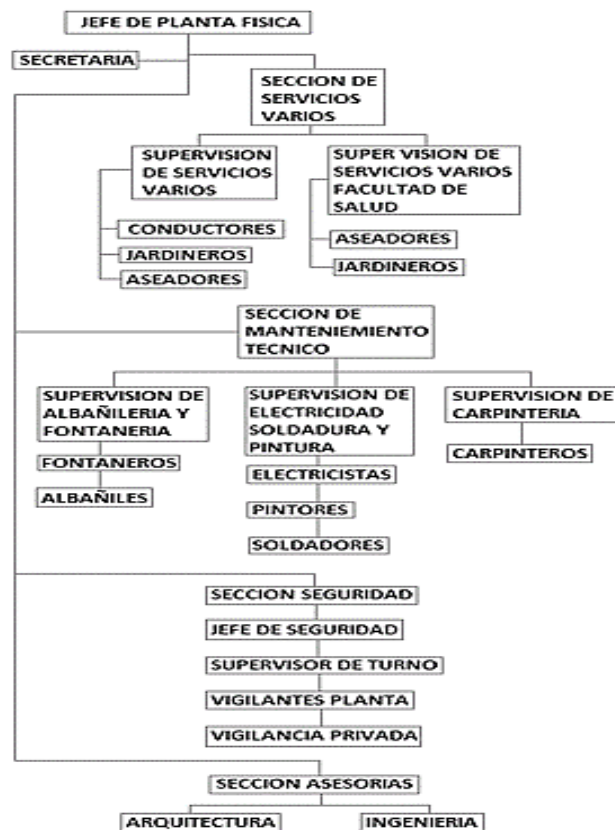 JEFE DE PLANTA FISICA
SECRETARIA
SECCION DE
SERVICIOS
VARIOS
SUPERVISION
DE SERVICIOS
VARIOS
CONDUCTORES
JARDINEROS
ASEADORES
SUPER VISION DE
SERVICIOS VARIOS
FACULTAD DE
SALUD
ASEADORES
JARDINEROS
SECCION DE
MANTENIEMIENTO
TECNICO
SUPERVISION DE
ALBAÑILERIA Y
FONTANERIA
FONTANEROS
ALBAÑILES
SUPERVISION DE
ELECTRICIDAD
SOLDADURA Y
PINTURA
ELECTRICISTAS
PINTORES
SOLDADORES
SUPERVISION DE
CARPINTERIA
CARPINTEROS
SECCION SEGURIDAD
JEFE DE SEGURIDAD
SUPERVISOR DE TURNO
VIGILANTES PLANTA
VIGILANCIA PRIVADA
SECCION ASESORIAS
ARQUITECTURA
INGENIERIA